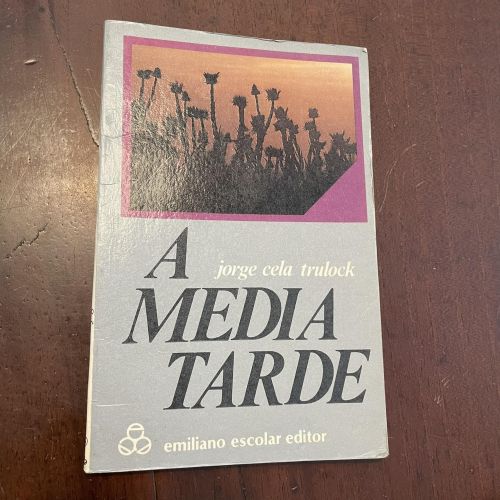 A
jorge cela trulock
MEDIA
TARDE
emiliano escolar editor